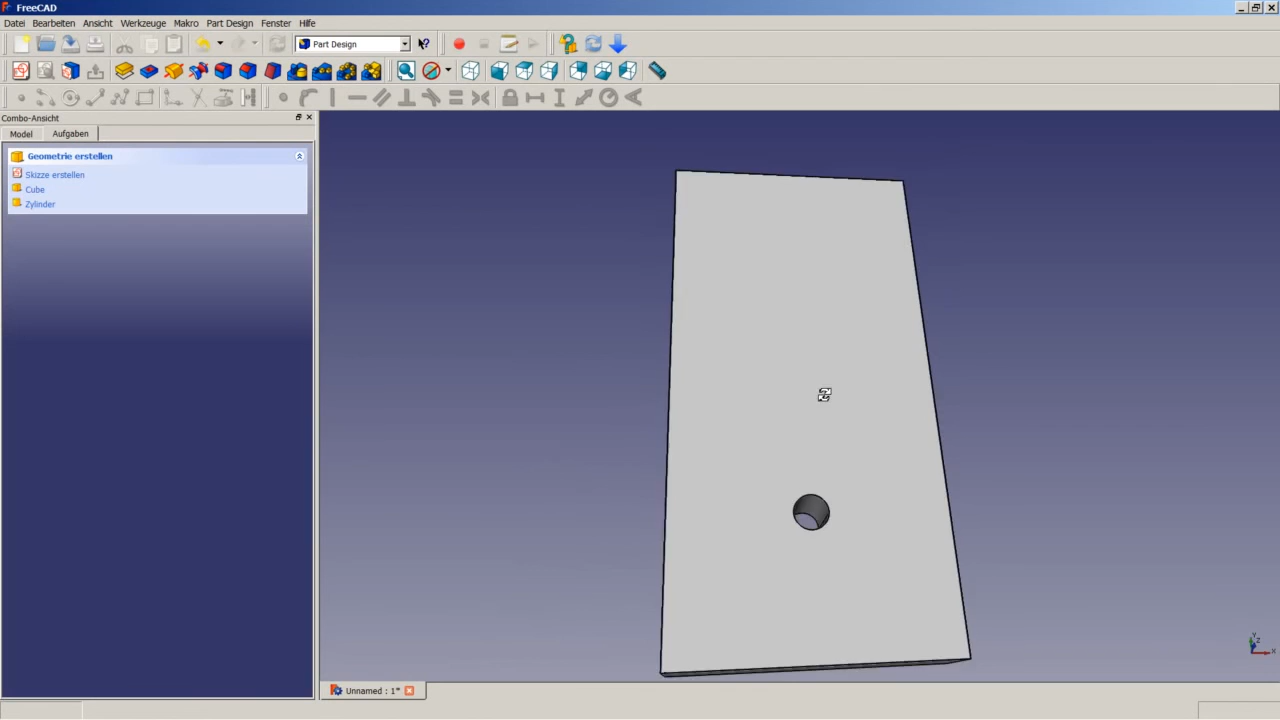 FreeCAD
Datei Bearbeiten Ansicht Werkzeuge Makro Part Design Fenster Hilfe
Part Design
Combo-Ansicht
Model Aufgaben
Geometrie erstellen
Skizze erstellen
Cube
Zylinder
Y
Z
X
Unnamed : 1*